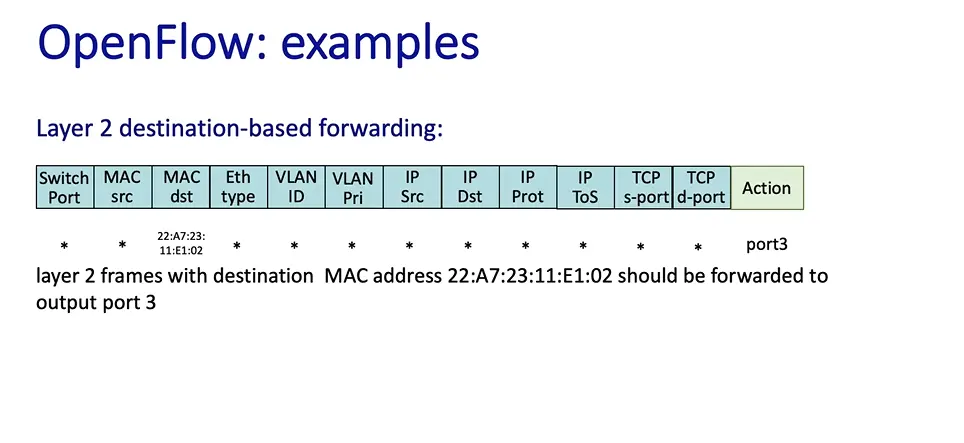 OpenFlow: examples
Layer 2 destination-based forwarding:
Switch Port MAC src MAC dst Eth type VLAN ID VLAN Pri IP Src IP Dst IP Prot IP ToS TCP s-port TCP d-port Action
* * 22:A7:23:11:E1:02 * * * * * * * * * port3
layer 2 frames with destination MAC address 22:A7:23:11:E1:02 should be forwarded to
output port 3